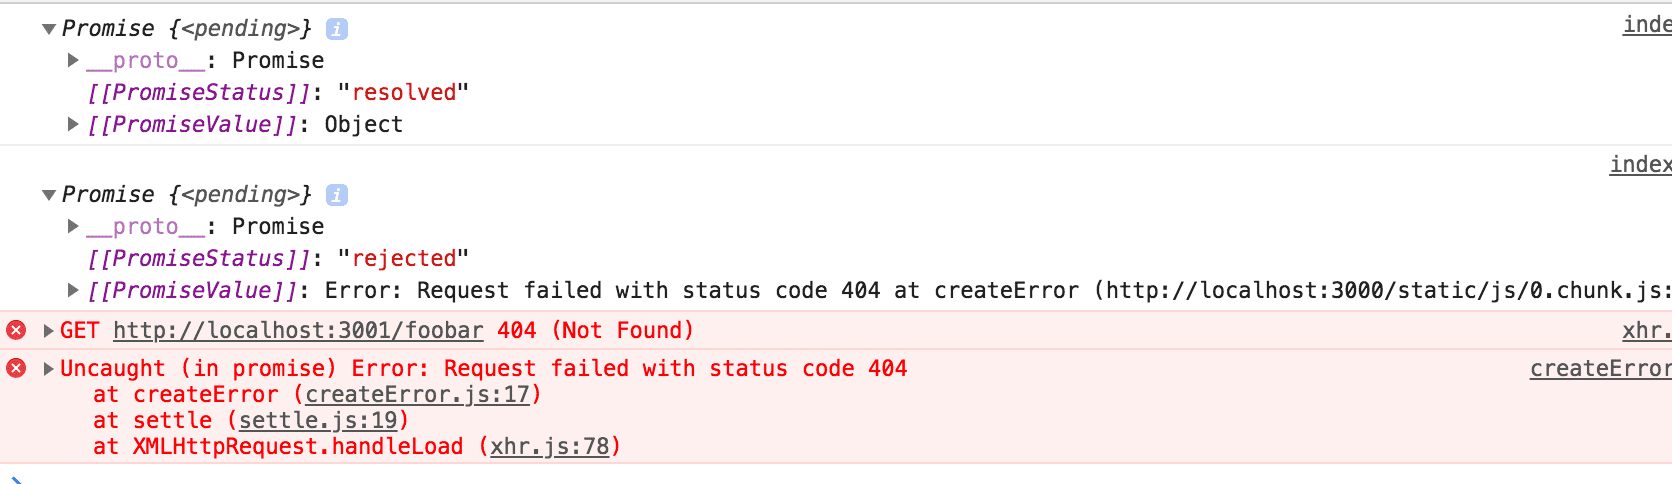 Promise {<pending>} i
inde
__proto__: Promise
[[PromiseStatus]]: "resolved"
[[PromiseValue]]: Object
index
Promise {<pending>} i
__proto__: Promise
[[PromiseStatus]]: "rejected"
[[PromiseValue]]: Error: Request failed with status code 404 at createError (http://localhost:3000/static/js/0.chunk.js:
GET http://localhost:3001/foobar 404 (Not Found)
xhr.
Uncaught (in promise) Error: Request failed with status code 404
createError
at createError (createError.js:17)
at settle (settle.js:19)
at XMLHttpRequest.handleLoad (xhr.js:78)